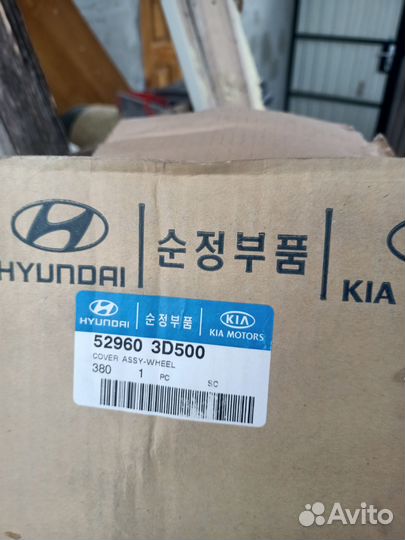 HYUNDAI
순정부품
KIA
HYUNDAI
순정부품
KIA
KIA MOTORS
52960 3D500
COVER ASSY-WHEEL
380 1 PC SC
Avito